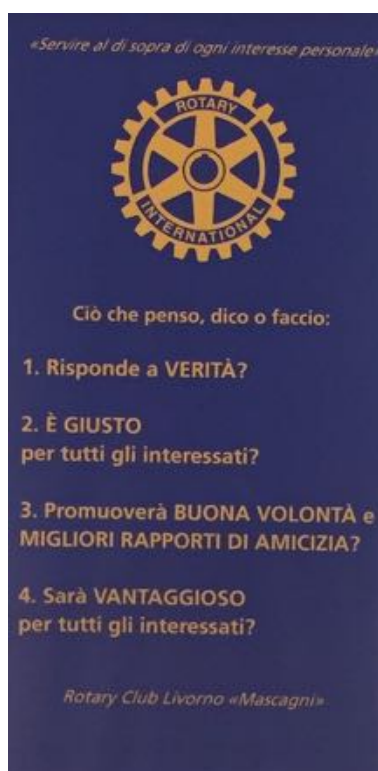 «Servire al di sopra di ogni interesse personale»
ROTARY
INTERNATIONAL
Ciò che penso, dico o faccio:
1. Risponde a VERITÀ?
2. È GIUSTO
per tutti gli interessati?
3. Promuoverà BUONA VOLONTÀ e
MIGLIORI RAPPORTI DI AMICIZIA?
4. Sarà VANTAGGIOSO
per tutti gli interessati?
Rotary Club Livorno «Mascagni»